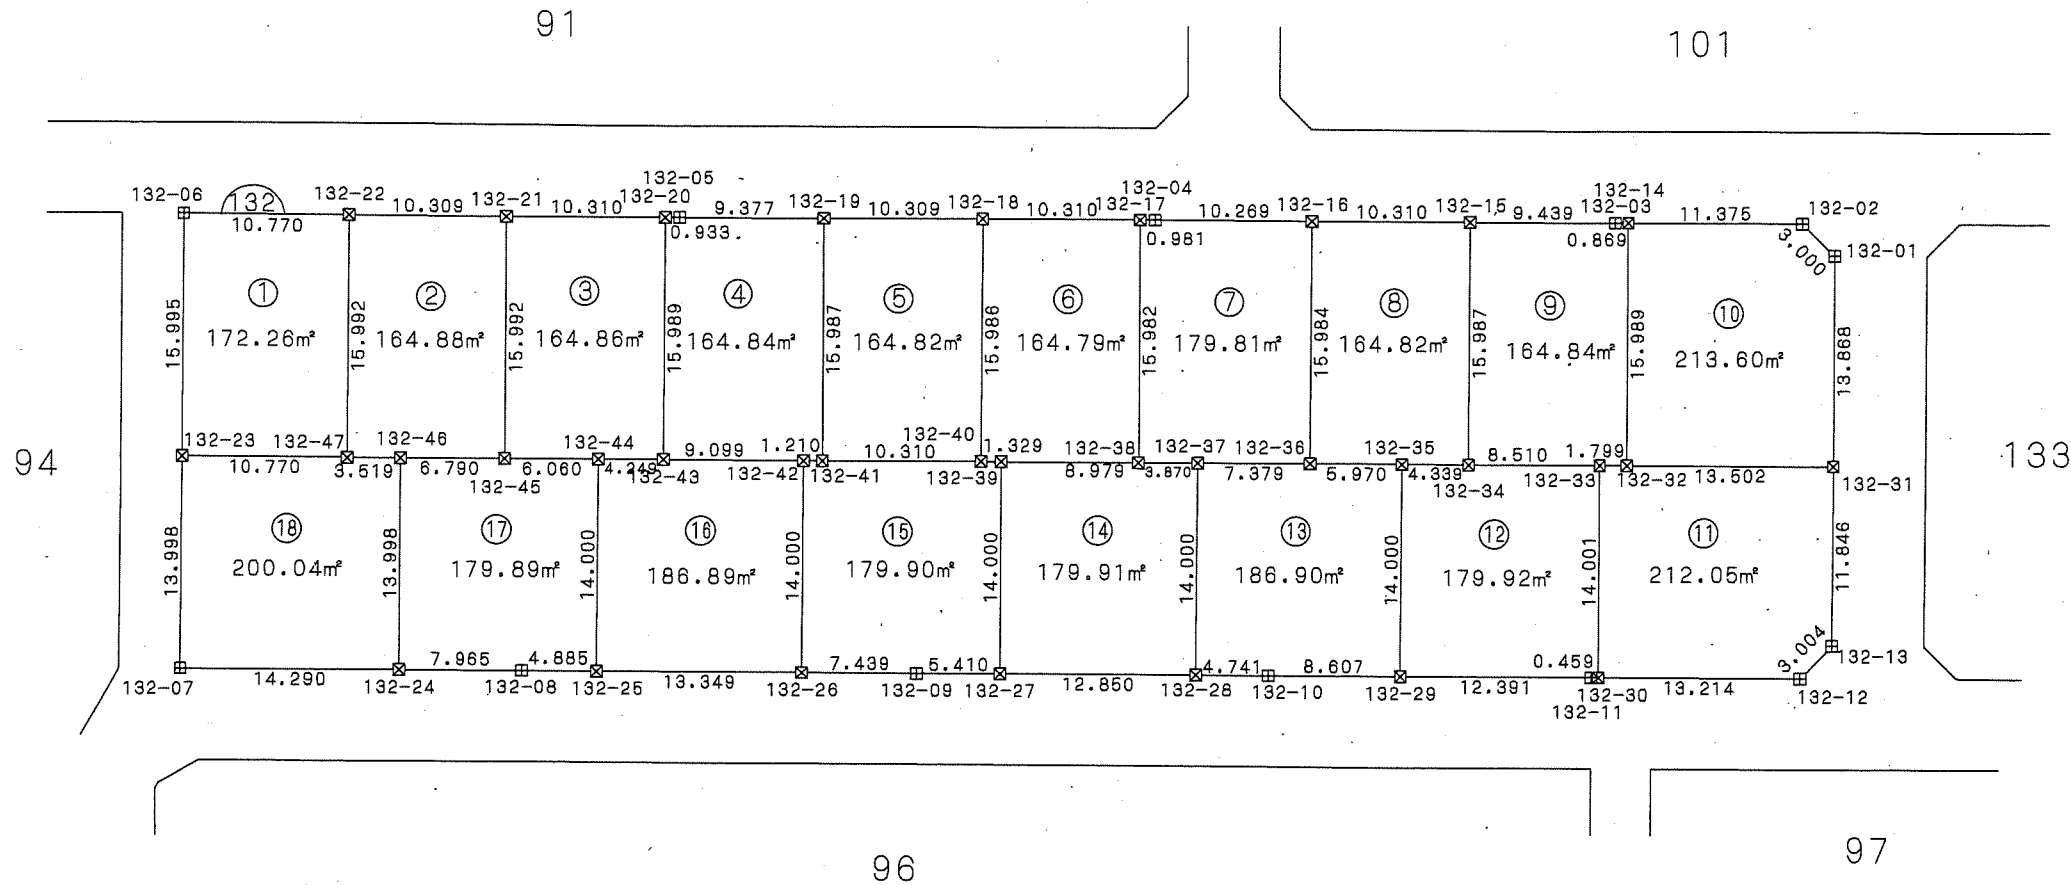 91
101
132-05
132-04
132-14
132-06 132 132-22 10.309 132-21 10.310 132-20 9.377 132-19 10.309 132-18 10.310 132-17 10.269 132-16 10.310 132-15 9.439 132-03 11.375 132-02
10.770 0.933 0.981 0.869 3.000 132-01
① ② ③ ④ ⑤ ⑥ ⑦ ⑧ ⑨ ⑩
172.26㎡ 164.88㎡ 164.86㎡ 164.84㎡ 164.82㎡ 164.79㎡ 179.81㎡ 164.82㎡ 164.84㎡ 213.60㎡
15.995 15.992 15.992 15.989 15.987 15.986 15.982 15.984 15.987 15.989 13.868
94 133
132-23 132-47 132-46 132-44 9.099 1.210 132-40 1.329 132-38 132-37 132-36 132-35 8.510 1.799
10.770 3.519 6.790 6.060 4.249 132-43 132-42 132-41 10.310 132-39 8.979 3.870 7.379 5.970 4.339 132-33 132-32 13.502 132-31
132-45 132-34
⑱ ⑰ ⑯ ⑮ ⑭ ⑬ ⑫ ⑪
200.04㎡ 179.89㎡ 186.89㎡ 179.90㎡ 179.91㎡ 186.90㎡ 179.92㎡ 212.05㎡
13.998 13.998 14.000 14.000 14.000 14.000 14.000 14.001 11.846
7.965 4.885 7.439 5.410 4.741 8.607 0.459 3.004 132-13
132-07 14.290 132-24 132-08 132-25 13.349 132-26 132-09 132-27 12.850 132-28 132-10 132-29 12.391 132-30 13.214 132-12
132-11
96
97